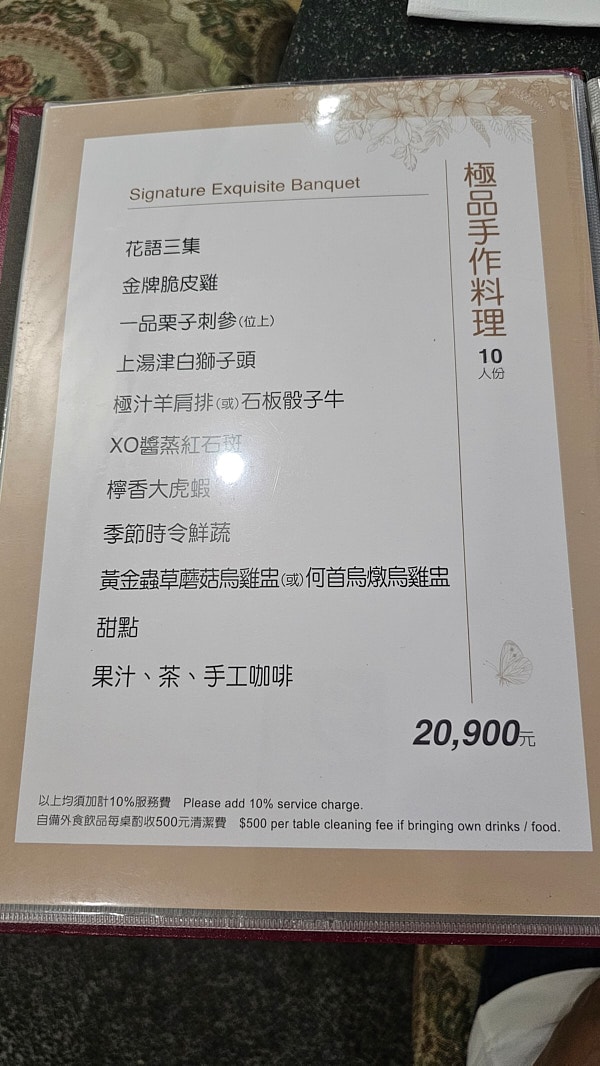 極品手作料理
10
人份
Signature Exquisite Banquet
花語三集
金牌脆皮雞
一品栗子刺參(位上)
上湯津白獅子頭
極汁羊肩排(或)石板骰子牛
XO醬蒸紅石斑
檸香大虎蝦
季節時令鮮蔬
黃金蟲草蘑菇烏雞盅(或)何首烏燉烏雞盅
甜點
果汁、茶、手工咖啡
20,900元
以上均須加計10%服務費 Please add 10% service charge.
自備外食飲品每桌酌收500元清潔費 $500 per table cleaning fee if bringing own drinks / food.